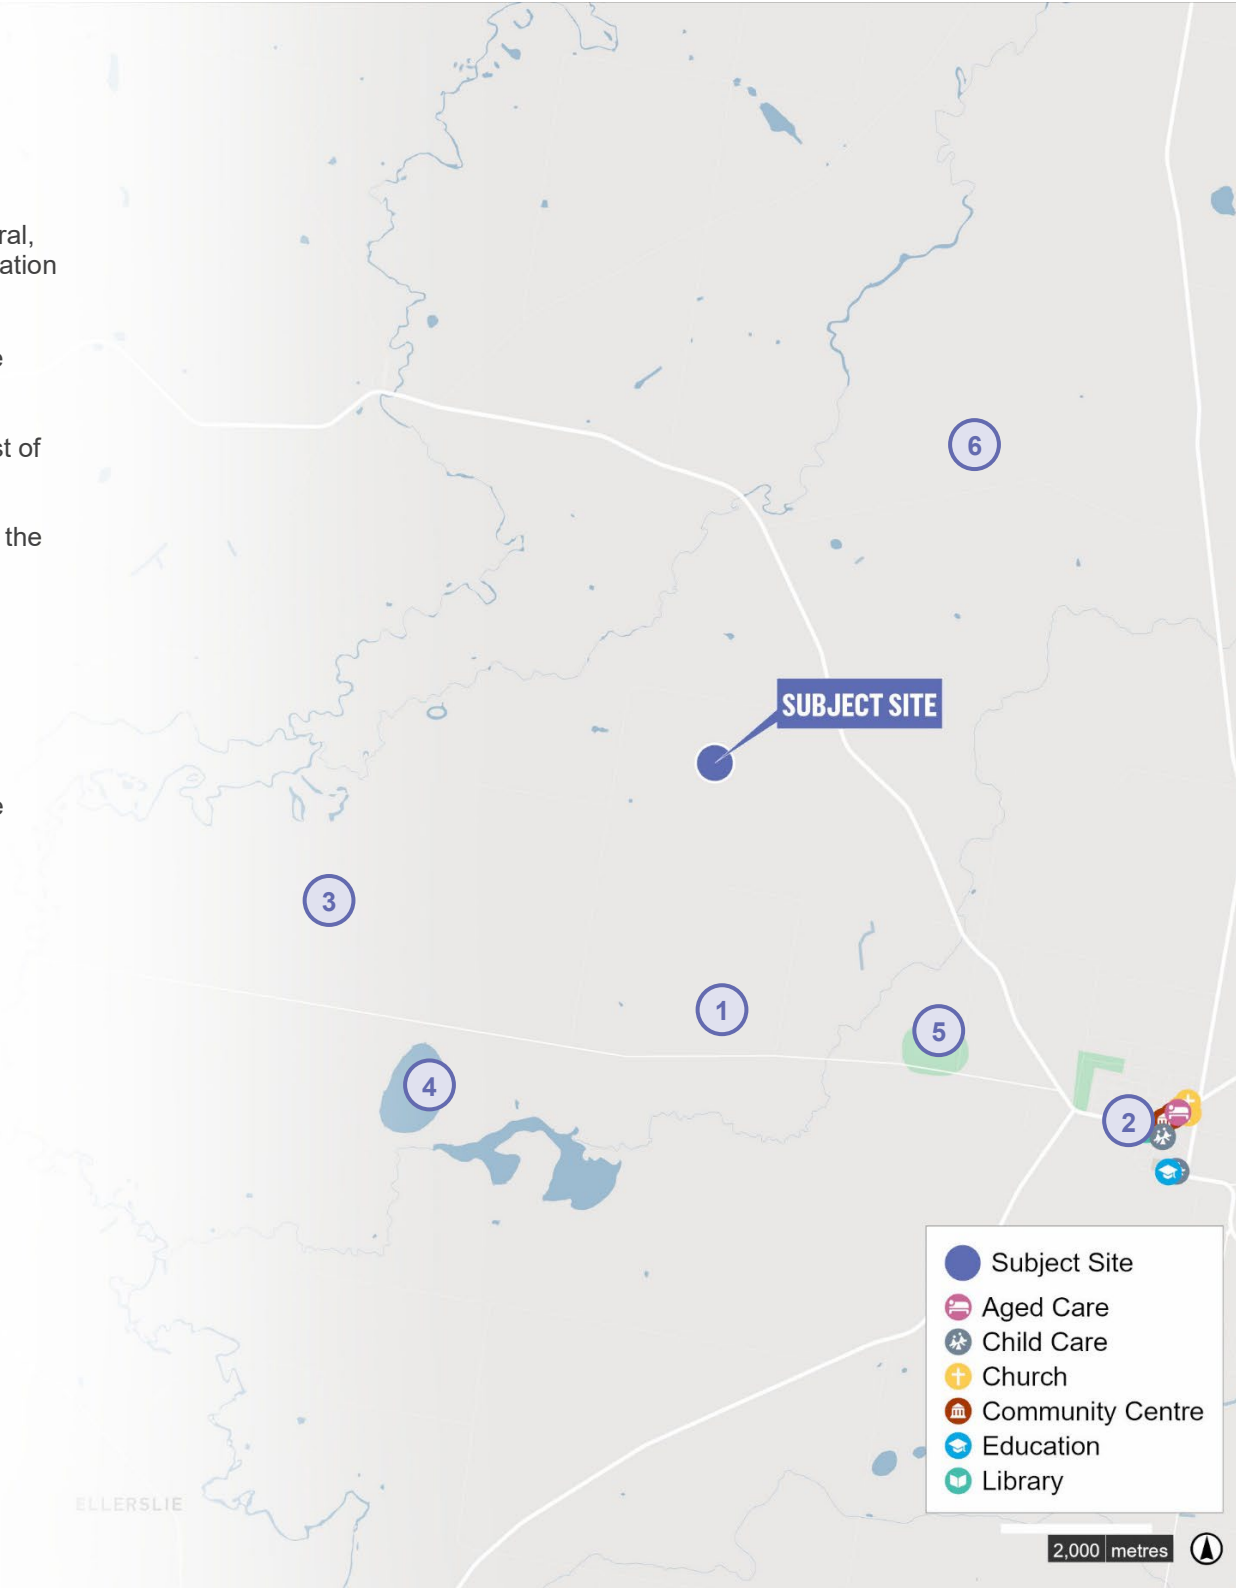 ral,
ation
e
st of
the
e
6
SUBJECT SITE
3
1
5
4
2
Subject Site
Aged Care
Child Care
Church
Community Centre
Education
Library
ELLERSLIE
2,000 metres